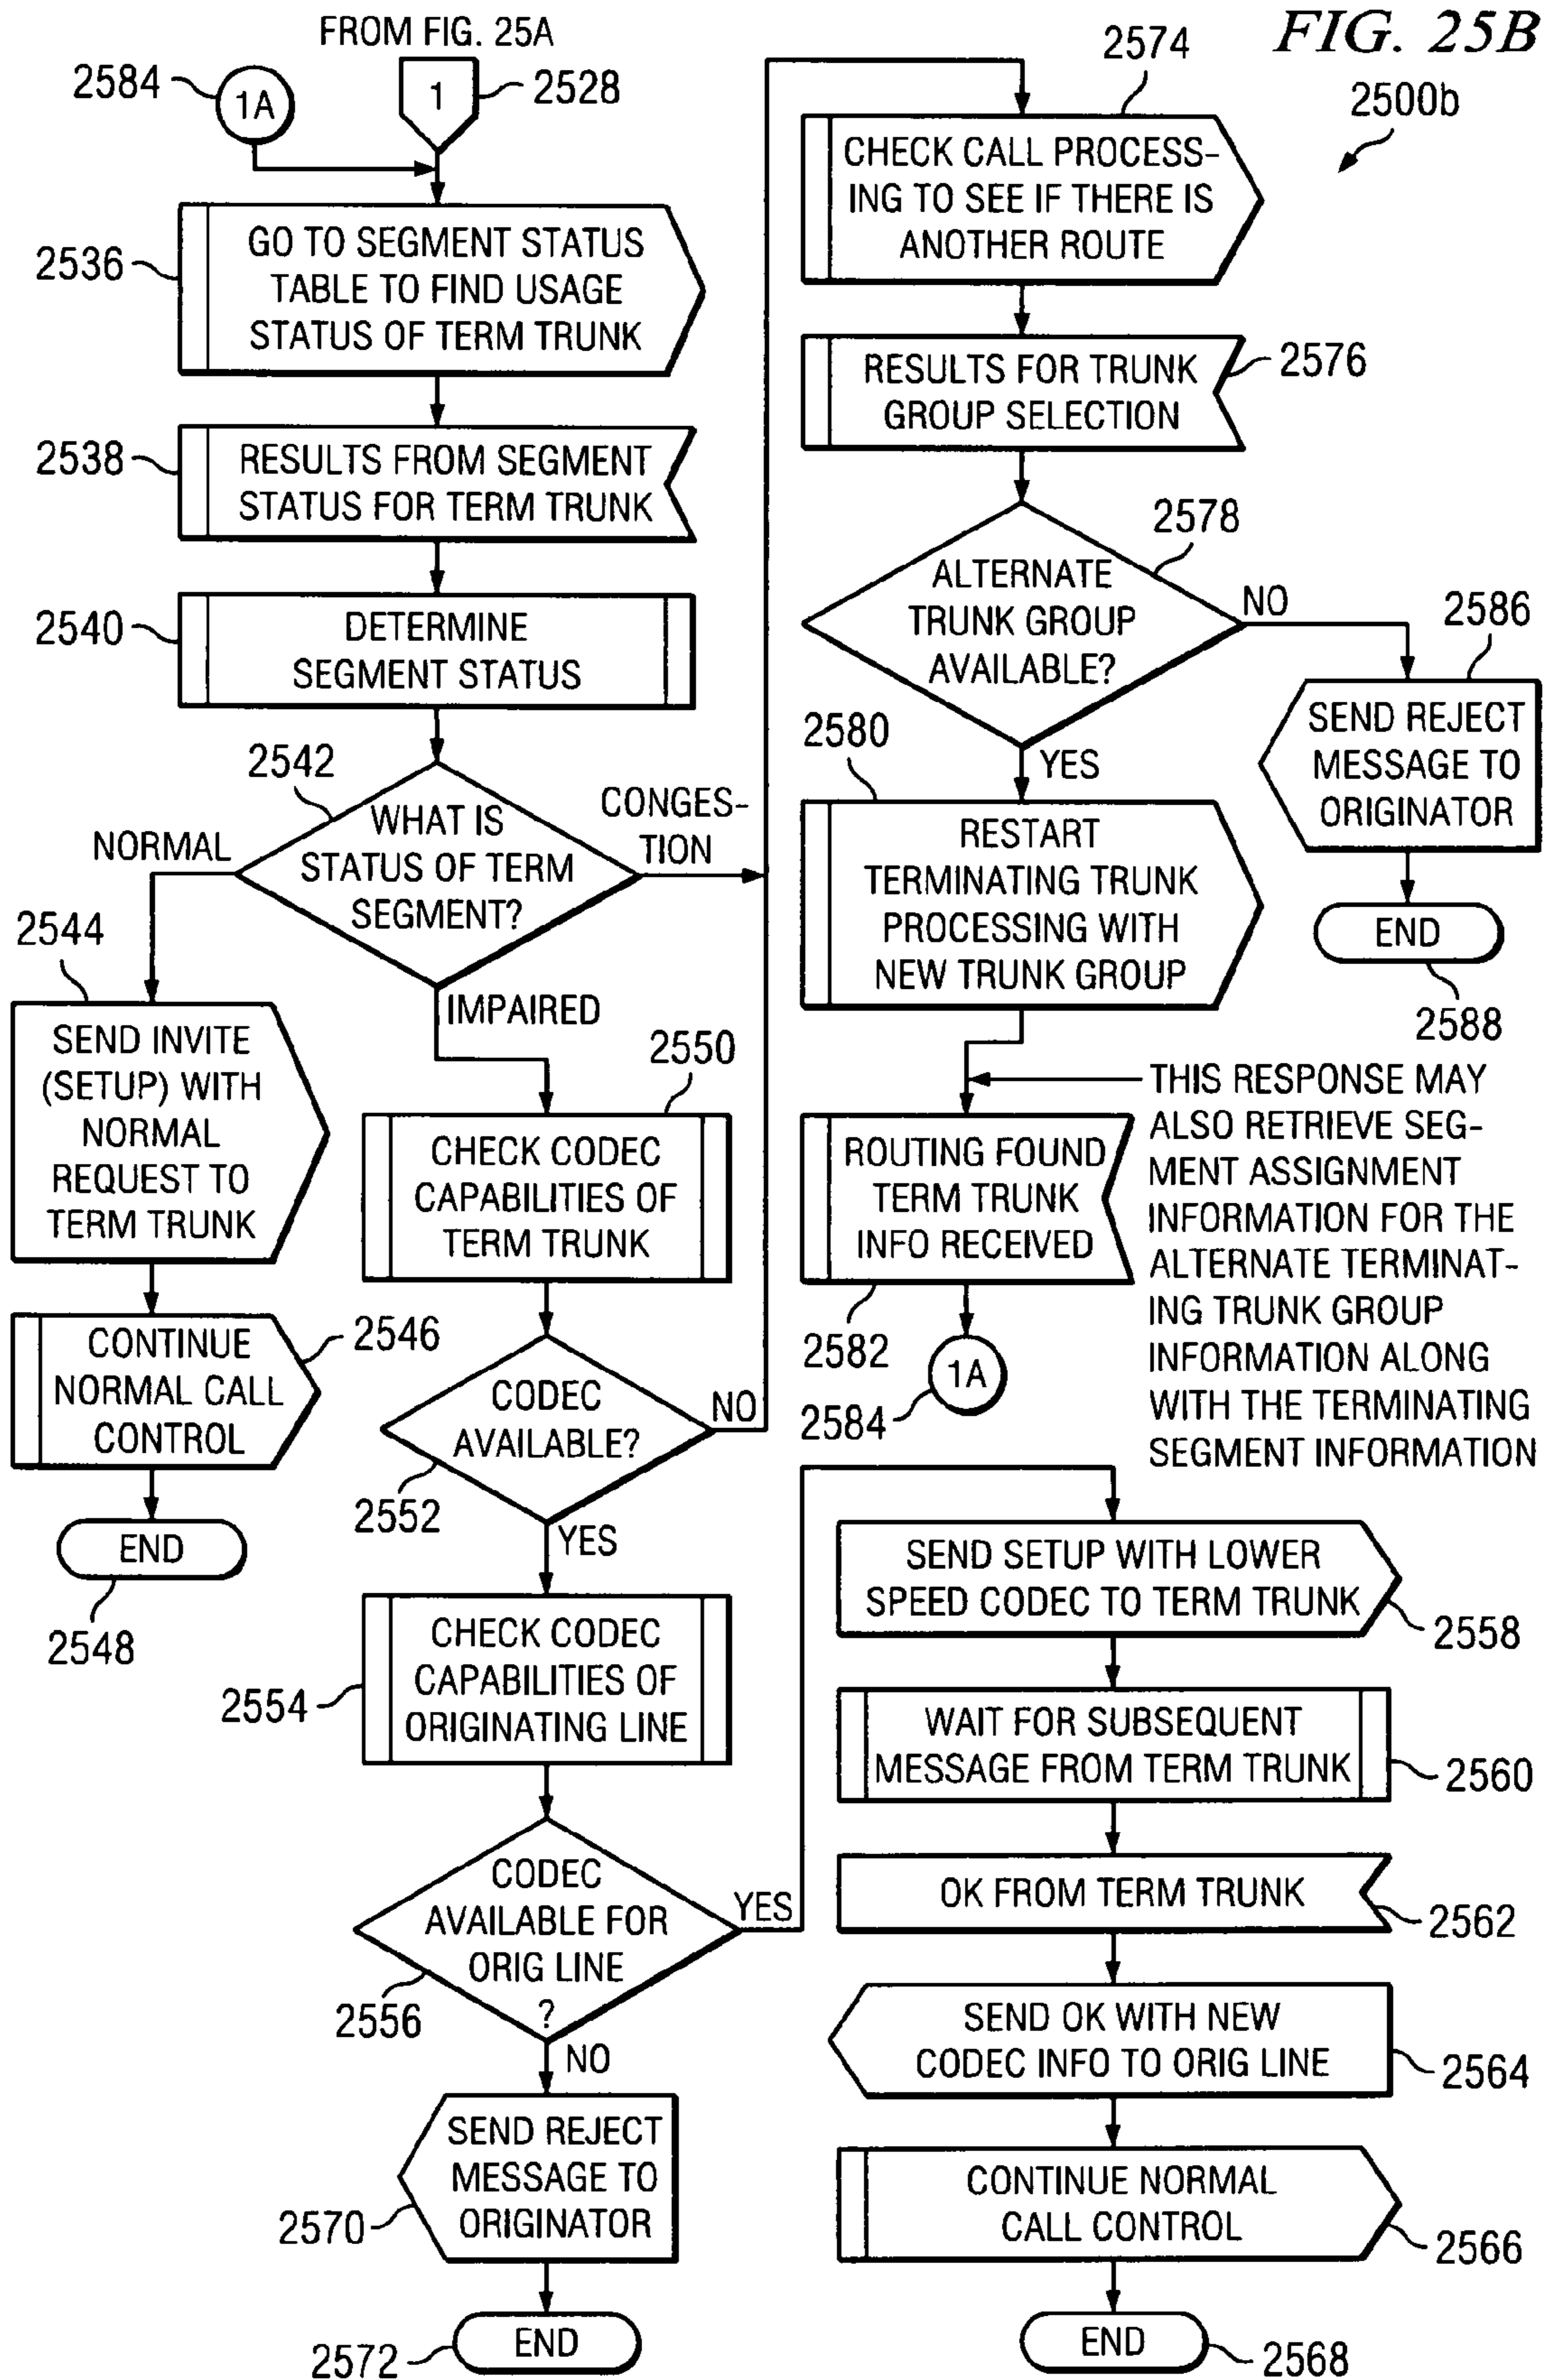 FIG. 25B
2500b
FROM FIG. 25A
2584
1A
1
2528
2536
GO TO SEGMENT STATUS
TABLE TO FIND USAGE
STATUS OF TERM TRUNK
2538
RESULTS FROM SEGMENT
STATUS FOR TERM TRUNK
2540
DETERMINE
SEGMENT STATUS
2542
WHAT IS
STATUS OF TERM
SEGMENT?
NORMAL
CONGES-
TION
IMPAIRED
2544
SEND INVITE
(SETUP) WITH
NORMAL
REQUEST TO
TERM TRUNK
CONTINUE
NORMAL CALL
CONTROL
2546
END
2548
2550
CHECK CODEC
CAPABILITIES OF
TERM TRUNK
CODEC
AVAILABLE?
NO
2552
YES
2554
CHECK CODEC
CAPABILITIES OF
ORIGINATING LINE
CODEC
AVAILABLE FOR
ORIG LINE
?
YES
2556
NO
SEND REJECT
MESSAGE TO
ORIGINATOR
2570
END
2572
2574
CHECK CALL PROCESS-
ING TO SEE IF THERE IS
ANOTHER ROUTE
RESULTS FOR TRUNK
GROUP SELECTION
2576
2578
ALTERNATE
TRUNK GROUP
AVAILABLE?
NO
2586
SEND REJECT
MESSAGE TO
ORIGINATOR
END
2588
YES
2580
RESTART
TERMINATING TRUNK
PROCESSING WITH
NEW TRUNK GROUP
ROUTING FOUND
TERM TRUNK
INFO RECEIVED
2582
1A
2584
THIS RESPONSE MAY
ALSO RETRIEVE SEG-
MENT ASSIGNMENT
INFORMATION FOR THE
ALTERNATE TERMINAT-
ING TRUNK GROUP
INFORMATION ALONG
WITH THE TERMINATING
SEGMENT INFORMATION
SEND SETUP WITH LOWER
SPEED CODEC TO TERM TRUNK
2558
WAIT FOR SUBSEQUENT
MESSAGE FROM TERM TRUNK
2560
OK FROM TERM TRUNK
2562
SEND OK WITH NEW
CODEC INFO TO ORIG LINE
2564
CONTINUE NORMAL
CALL CONTROL
2566
END
2568